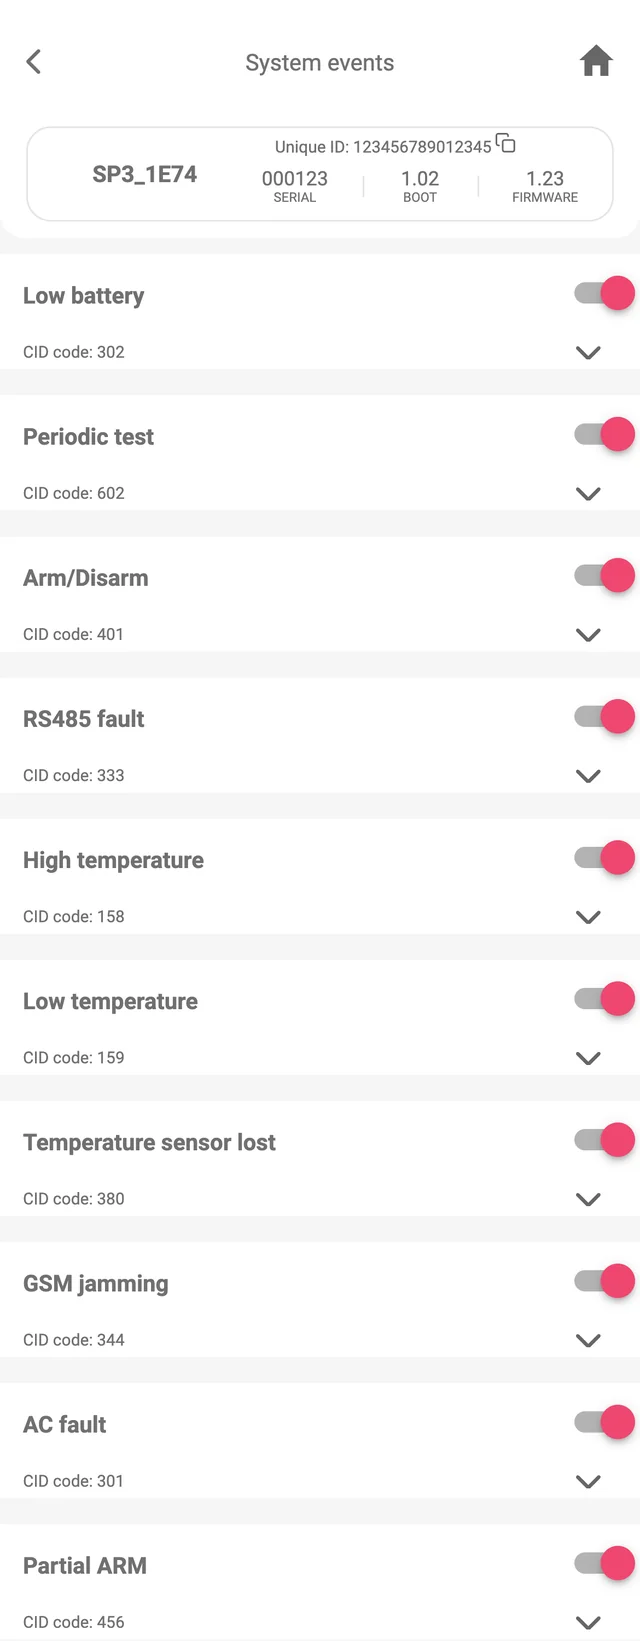 System events
Unique ID: 123456789012345
SP3_1E74
000123 1.02 1.23
SERIAL BOOT FIRMWARE
Low battery
CID code: 302
Periodic test
CID code: 602
Arm/Disarm
CID code: 401
RS485 fault
CID code: 333
High temperature
CID code: 158
Low temperature
CID code: 159
Temperature sensor lost
CID code: 380
GSM jamming
CID code: 344
AC fault
CID code: 301
Partial ARM
CID code: 456